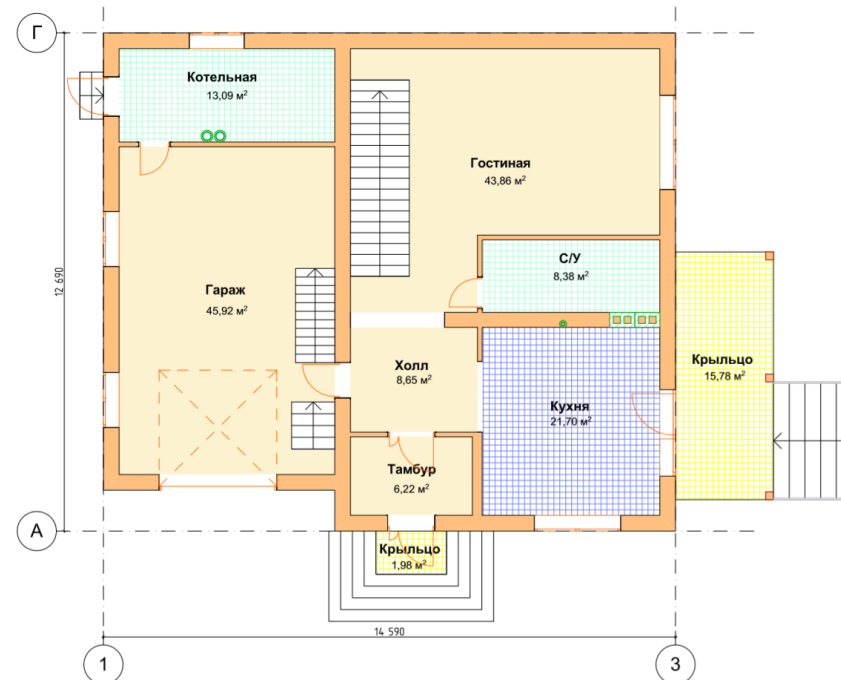 Г
Котельная
13,09 м²
Гостиная
43,86 м²
С/У
8,38 м²
12 690
Гараж
45,92 м²
Холл
8,65 м²
Крыльцо
15,78 м²
Кухня
21,70 м²
Тамбур
6,22 м²
А
Крыльцо
1,98 м²
14 590
1
3